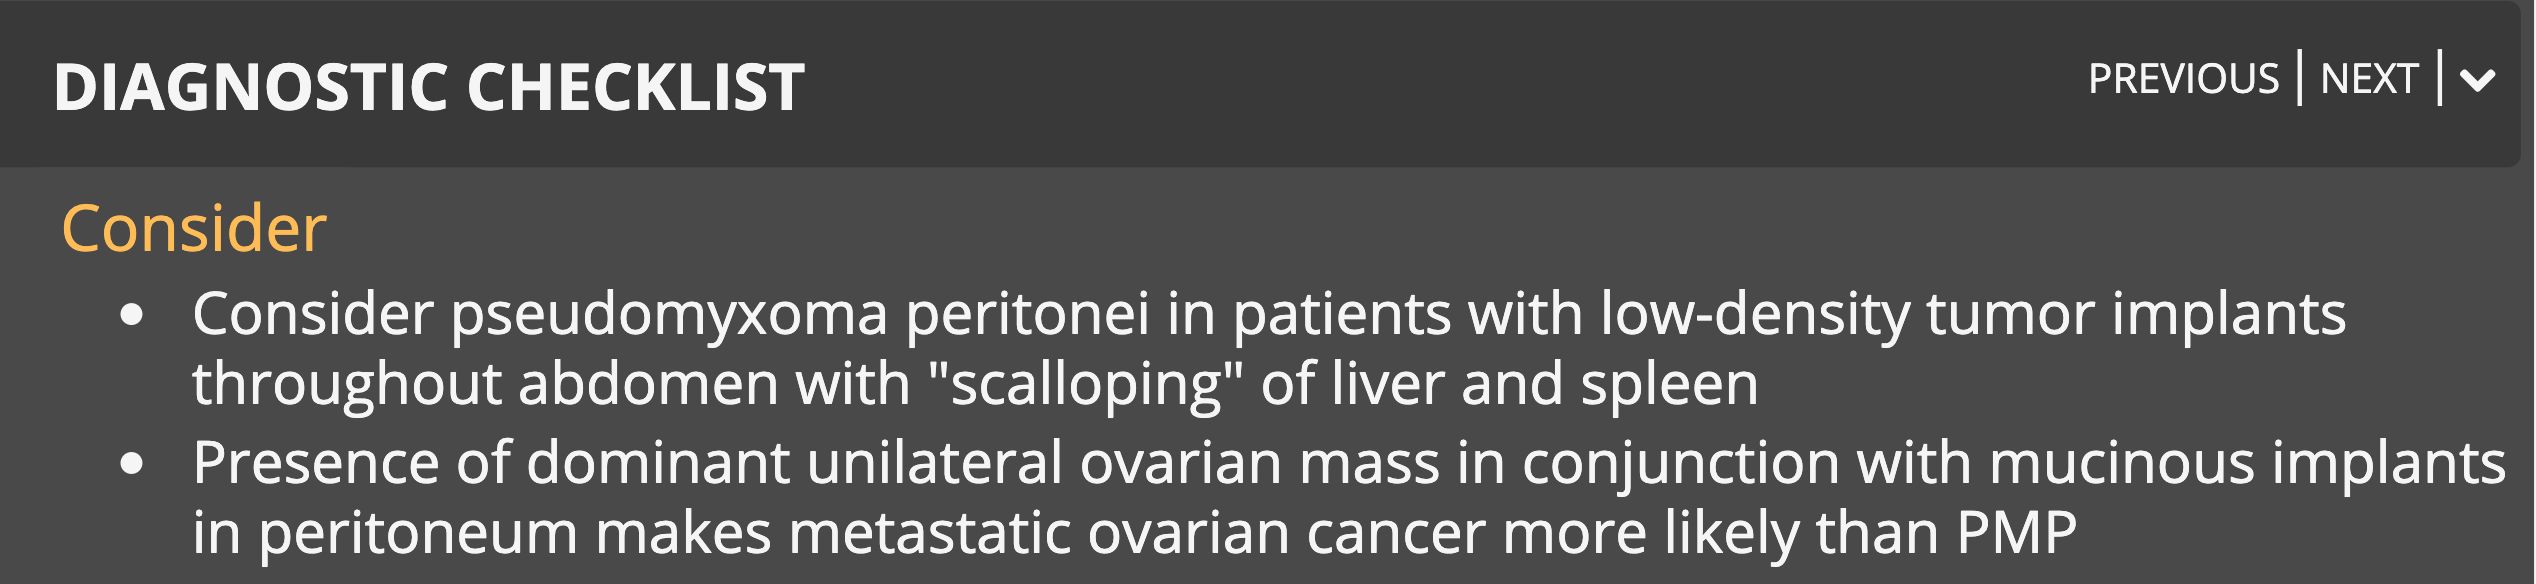 DIAGNOSTIC CHECKLIST
PREVIOUS | NEXT |
Consider
• Consider pseudomyxoma peritonei in patients with low-density tumor implants
throughout abdomen with "scalloping" of liver and spleen
• Presence of dominant unilateral ovarian mass in conjunction with mucinous implants
in peritoneum makes metastatic ovarian cancer more likely than PMP